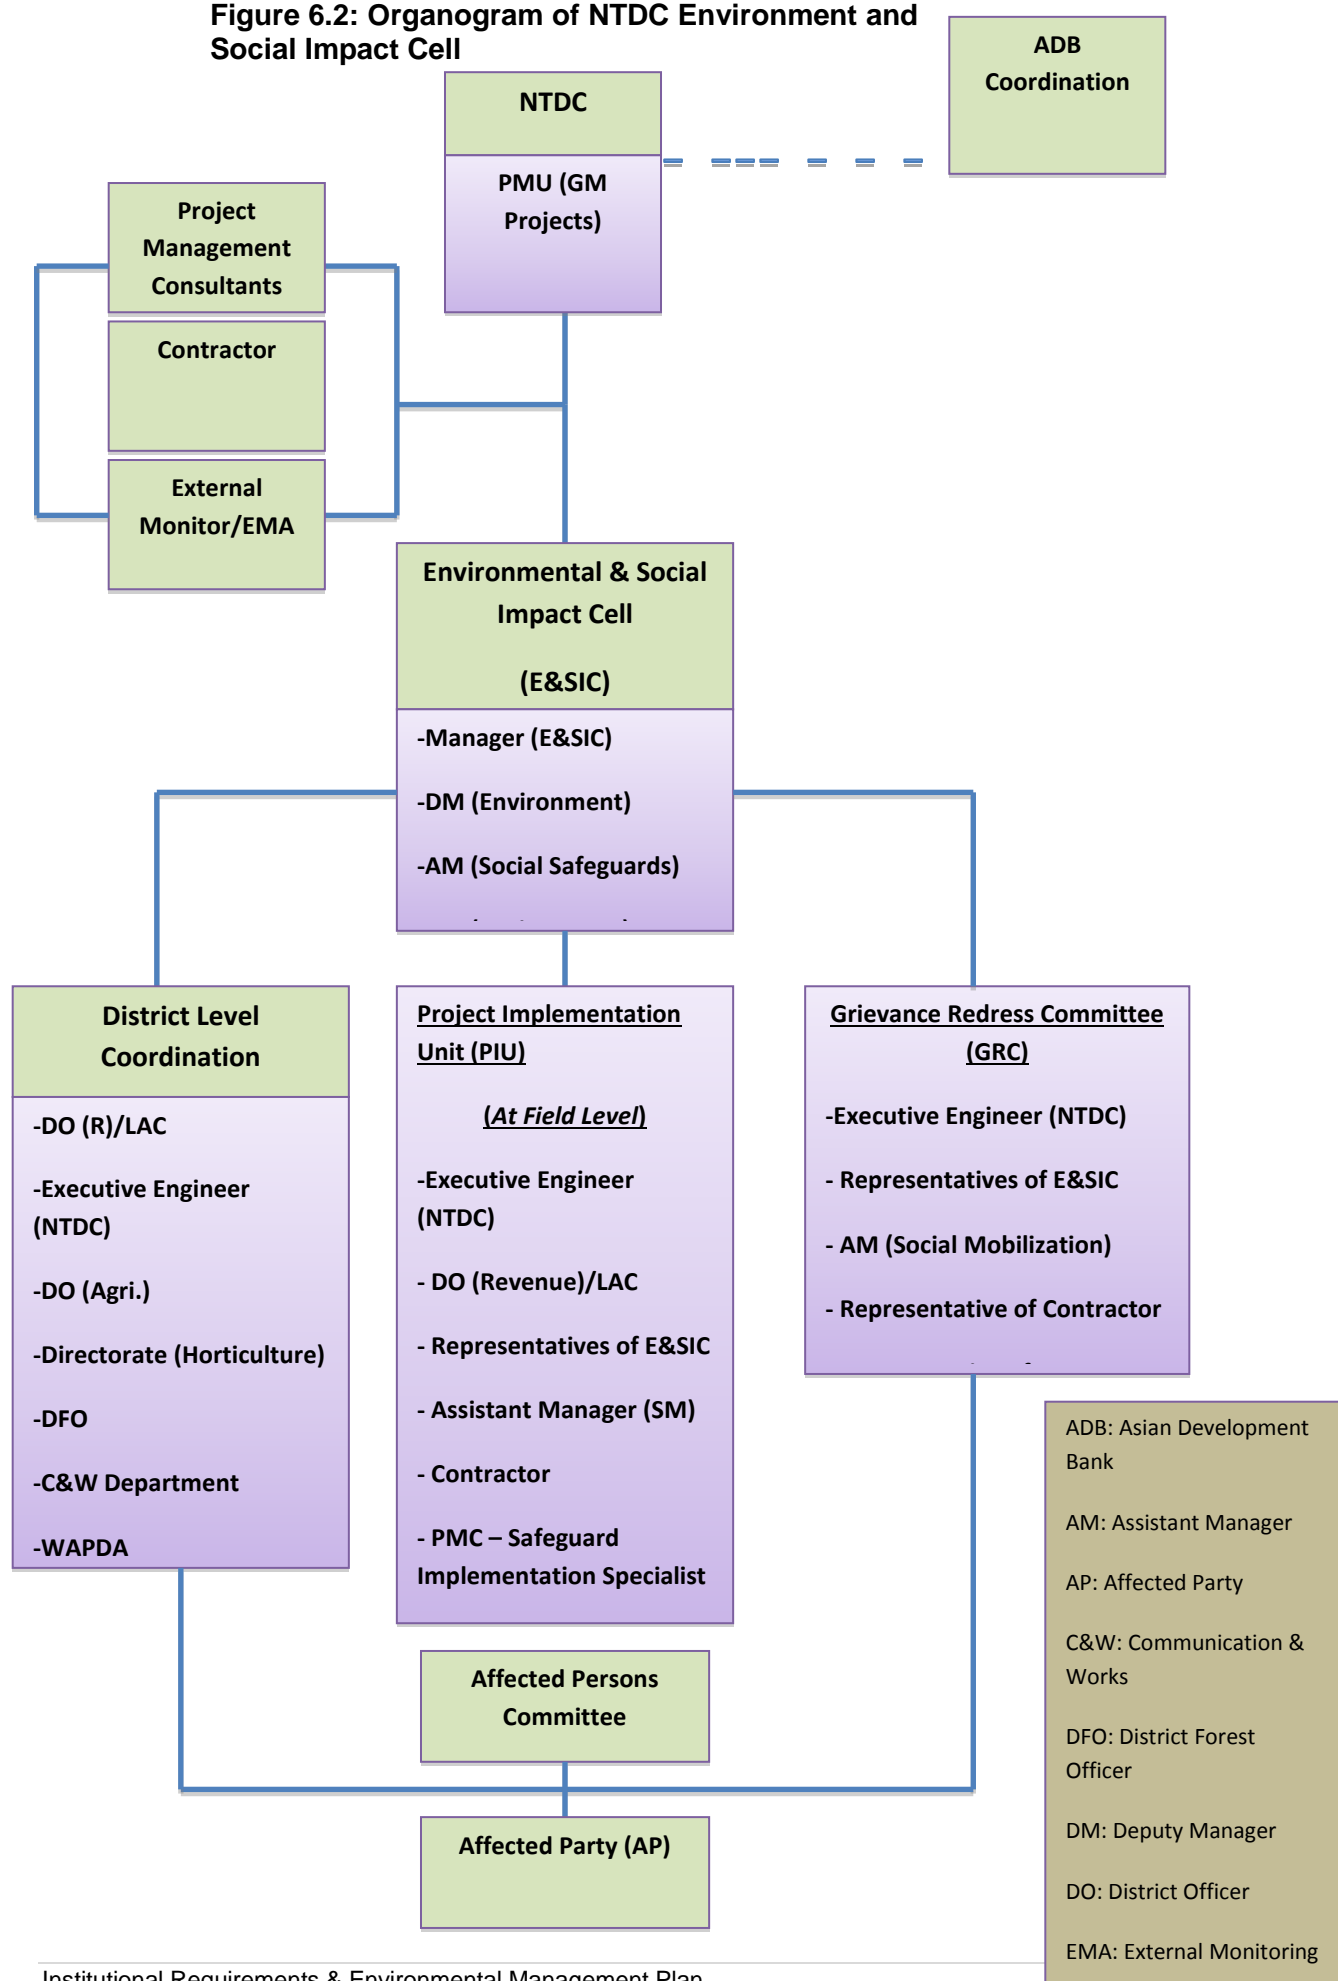 Figure 6.2: Organogram of NTDC Environment and
Social Impact Cell
ADB
Coordination
NTDC
PMU (GM
Projects)
Project
Management
Consultants
Contractor
External
Monitor/EMA
Environmental & Social
Impact Cell
(E&SIC)
-Manager (E&SIC)
-DM (Environment)
-AM (Social Safeguards)
District Level
Coordination
-DO (R)/LAC
-Executive Engineer
(NTDC)
-DO (Agri.)
-Directorate (Horticulture)
-DFO
-C&W Department
-WAPDA
Project Implementation
Unit (PIU)
(At Field Level)
-Executive Engineer
(NTDC)
- DO (Revenue)/LAC
- Representatives of E&SIC
- Assistant Manager (SM)
- Contractor
- PMC – Safeguard
Implementation Specialist
Grievance Redress Committee
(GRC)
-Executive Engineer (NTDC)
- Representatives of E&SIC
- AM (Social Mobilization)
- Representative of Contractor
Affected Persons
Committee
Affected Party (AP)
ADB: Asian Development
Bank
AM: Assistant Manager
AP: Affected Party
C&W: Communication &
Works
DFO: District Forest
Officer
DM: Deputy Manager
DO: District Officer
EMA: External Monitoring
Institutional Requirements & Environmental Management Plan